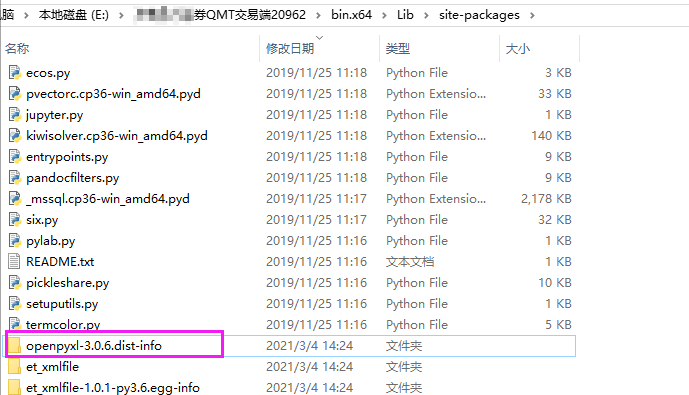 脑 › 本地磁盘 (E:) › 券QMT交易端20962 › bin.x64 › Lib › site-packages ›
名称 修改日期 类型 大小
ecos.py 2019/11/25 11:18 Python File 3 KB
pvectorc.cp36-win_amd64.pyd 2019/11/25 11:18 Python Extensio... 33 KB
jupyter.py 2019/11/25 11:18 Python File 1 KB
kiwisolver.cp36-win_amd64.pyd 2019/11/25 11:18 Python Extensio... 140 KB
entrypoints.py 2019/11/25 11:18 Python File 9 KB
pandocfilters.py 2019/11/25 11:18 Python File 9 KB
_mssql.cp36-win_amd64.pyd 2019/11/25 11:17 Python Extensio... 2,178 KB
six.py 2019/11/25 11:17 Python File 32 KB
pylab.py 2019/11/25 11:16 Python File 1 KB
README.txt 2019/11/25 11:16 文本文档 1 KB
pickleshare.py 2019/11/25 11:16 Python File 10 KB
setuputils.py 2019/11/25 11:16 Python File 1 KB
termcolor.py 2019/11/25 11:16 Python File 5 KB
openpyxl-3.0.6.dist-info 2021/3/4 14:24 文件夹
et_xmlfile 2021/3/4 14:24 文件夹
et_xmlfile-1.0.1-py3.6.egg-info 2021/3/4 14:24 文件夹